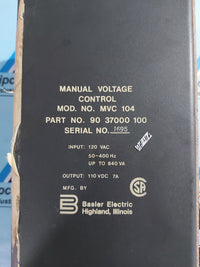 MANUAL VOLTAGE
CONTROL
MOD. NO. MVC 104
PART NO. 90 37000 100
SERIAL NO. 1695
INPUT: 120 VAC
50-400 Hz
UP TO 840 VA
OUTPUT: 110 VDC 7A
MFG. BY
Basler Electric
Highland, Illinois